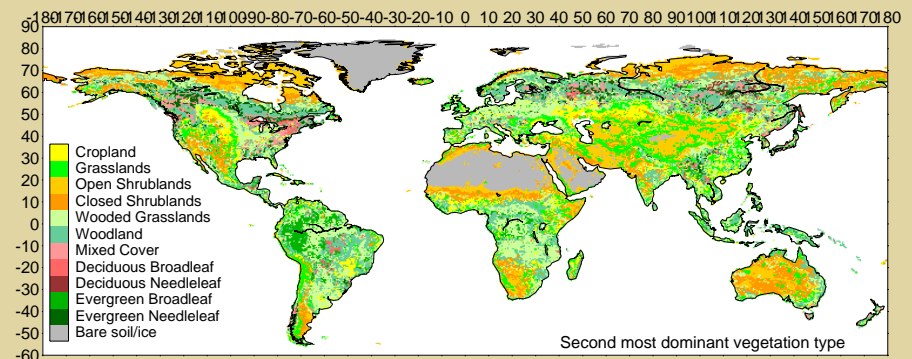 -180-170-160-150-140-130-120-110-100-90 -80 -70 -60 -50 -40 -30 -20 -10 0 10 20 30 40 50 60 70 80 90 100 110 120 130 140 150 160 170 180
90
80
70
60
50
40
30
20
10
0
-10
-20
-30
-40
-50
-60
Cropland
Grasslands
Open Shrublands
Closed Shrublands
Wooded Grasslands
Woodland
Mixed Cover
Deciduous Broadleaf
Deciduous Needleleaf
Evergreen Broadleaf
Evergreen Needleleaf
Bare soil/ice
Second most dominant vegetation type